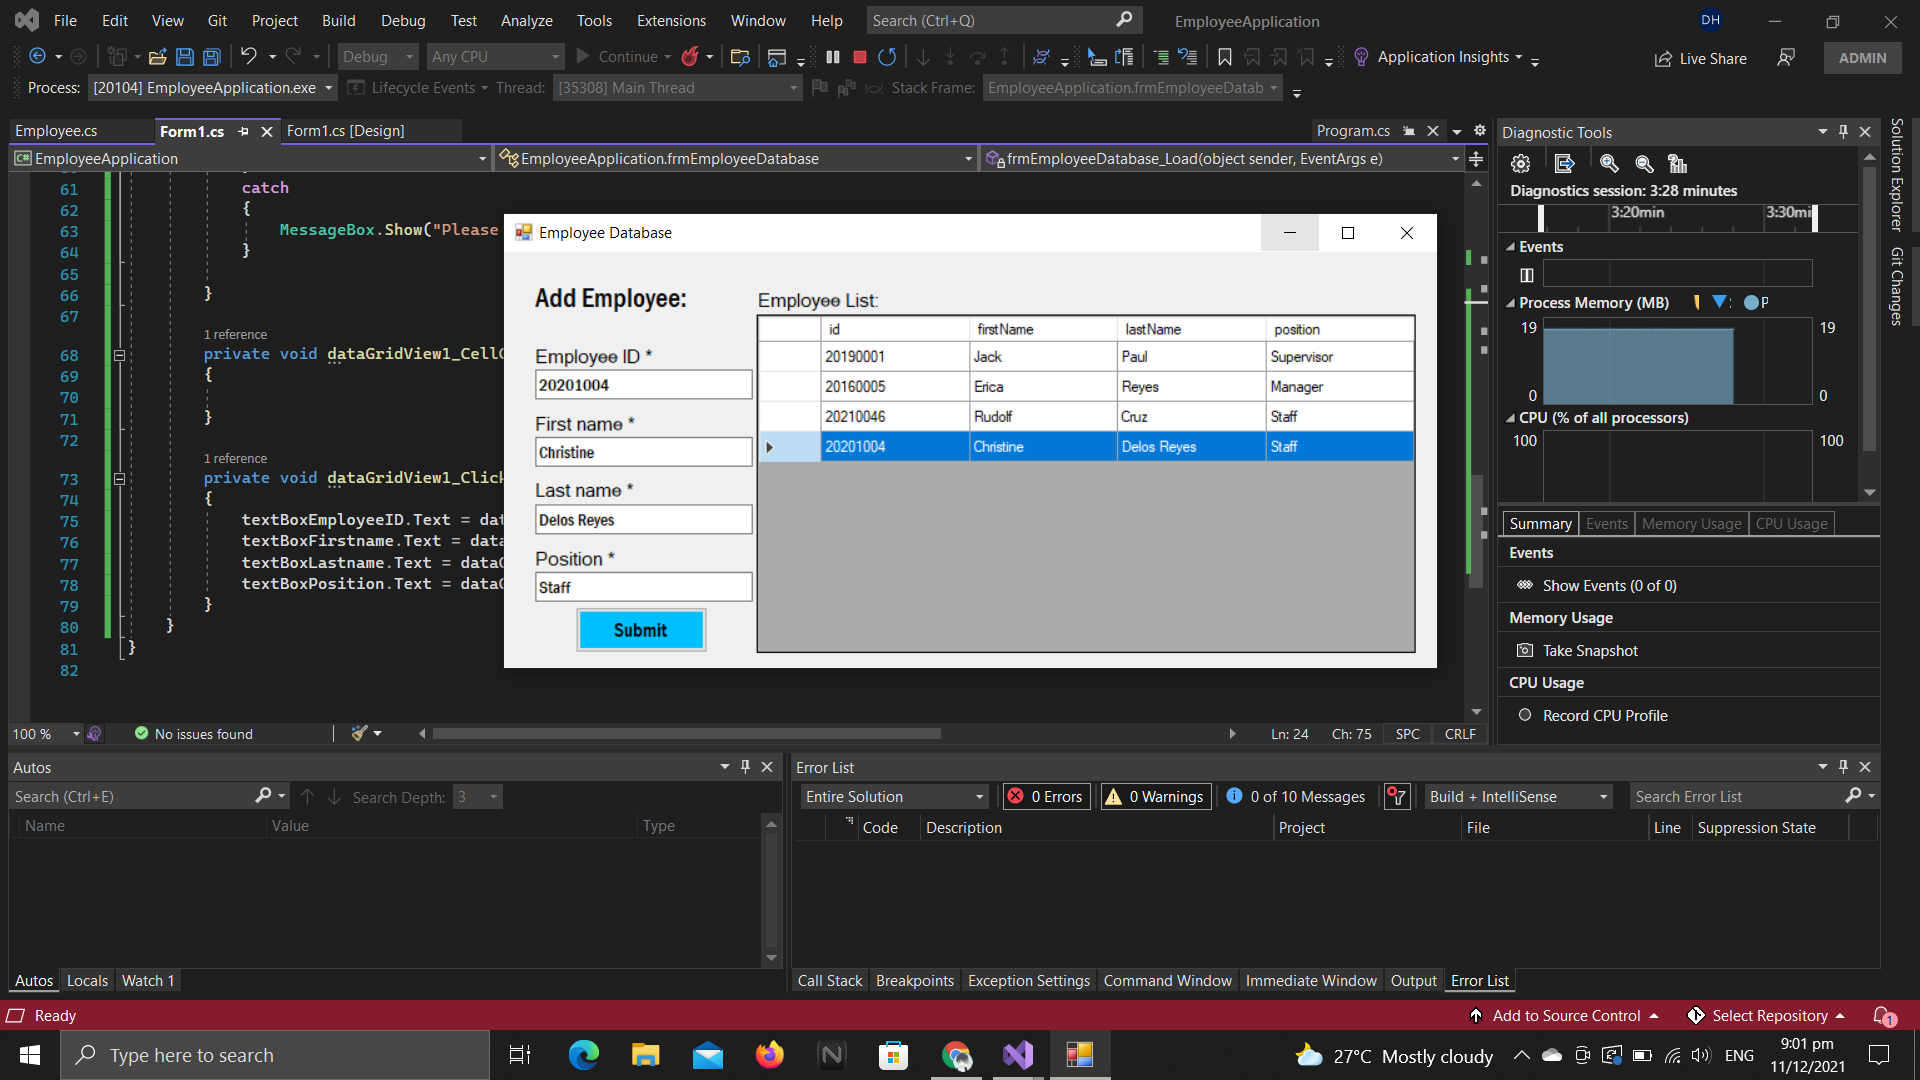 File Edit View Git Project Build Debug Test Analyze Tools Extensions Window Help Search (Ctrl+Q) EmployeeApplication DH
Debug Any CPU Continue Application Insights Live Share ADMIN
Process: [20104] EmployeeApplication.exe Lifecycle Events Thread: [35308] Main Thread Stack Frame: EmployeeApplication.frmEmployeeDatab
Employee.cs Form1.cs Form1.cs [Design] Program.cs
EmployeeApplication EmployeeApplication.frmEmployeeDatabase frmEmployeeDatabase_Load(object sender, EventArgs e)
61 catch
62 {
63 MessageBox.Show("Please
64 }
65
66 }
67
1 reference
68 private void dataGridView1_CellC
69 {
70
71 }
72
1 reference
73 private void dataGridView1_Click
74 {
75 textBoxEmployeeID.Text = dat
76 textBoxFirstname.Text = data
77 textBoxLastname.Text = dataG
78 textBoxPosition.Text = dataG
79 }
80 }
81 }
82
Employee Database
Add Employee:
Employee ID *
20201004
First name *
Christine
Last name *
Delos Reyes
Position *
Staff
Submit
Employee List:
id firstName lastName position
20190001 Jack Paul Supervisor
20160005 Erica Reyes Manager
20210046 Rudolf Cruz Staff
20201004 Christine Delos Reyes Staff
100 % No issues found Ln: 24 Ch: 75 SPC CRLF
Diagnostic Tools
Diagnostics session: 3:28 minutes
3:20min 3:30mi
Events
Process Memory (MB) P
19 19
0 0
CPU (% of all processors)
100 100
Summary Events Memory Usage CPU Usage
Events
Show Events (0 of 0)
Memory Usage
Take Snapshot
CPU Usage
Record CPU Profile
Solution Explorer
Git Changes
Autos
Search (Ctrl+E) Search Depth: 3
Name Value Type
Autos Locals Watch 1
Error List
Entire Solution 0 Errors 0 Warnings 0 of 10 Messages Build + IntelliSense Search Error List
Code Description Project File Line Suppression State
Call Stack Breakpoints Exception Settings Command Window Immediate Window Output Error List
Ready Add to Source Control Select Repository 1
Type here to search 27°C Mostly cloudy ENG 9:01 pm
11/12/2021